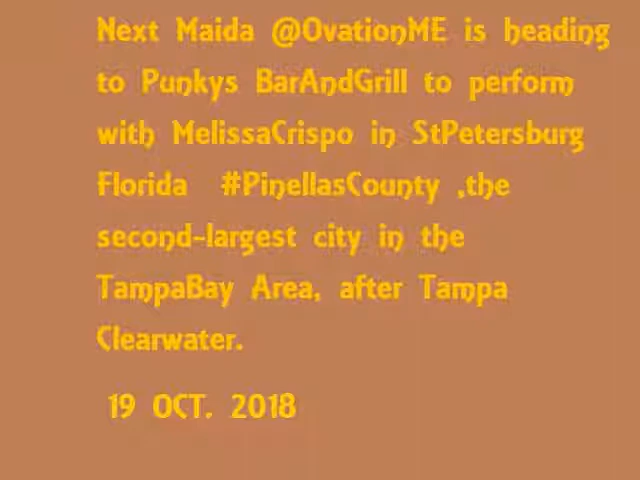 Next Maida @OvationME is heading
to Punkys BarAndGrill to perform
with MelissaCrispo in StPetersburg
Florida #PinellasCounty ,the
second-largest city in the
TampaBay Area, after Tampa
Clearwater.
19 OCT. 2018